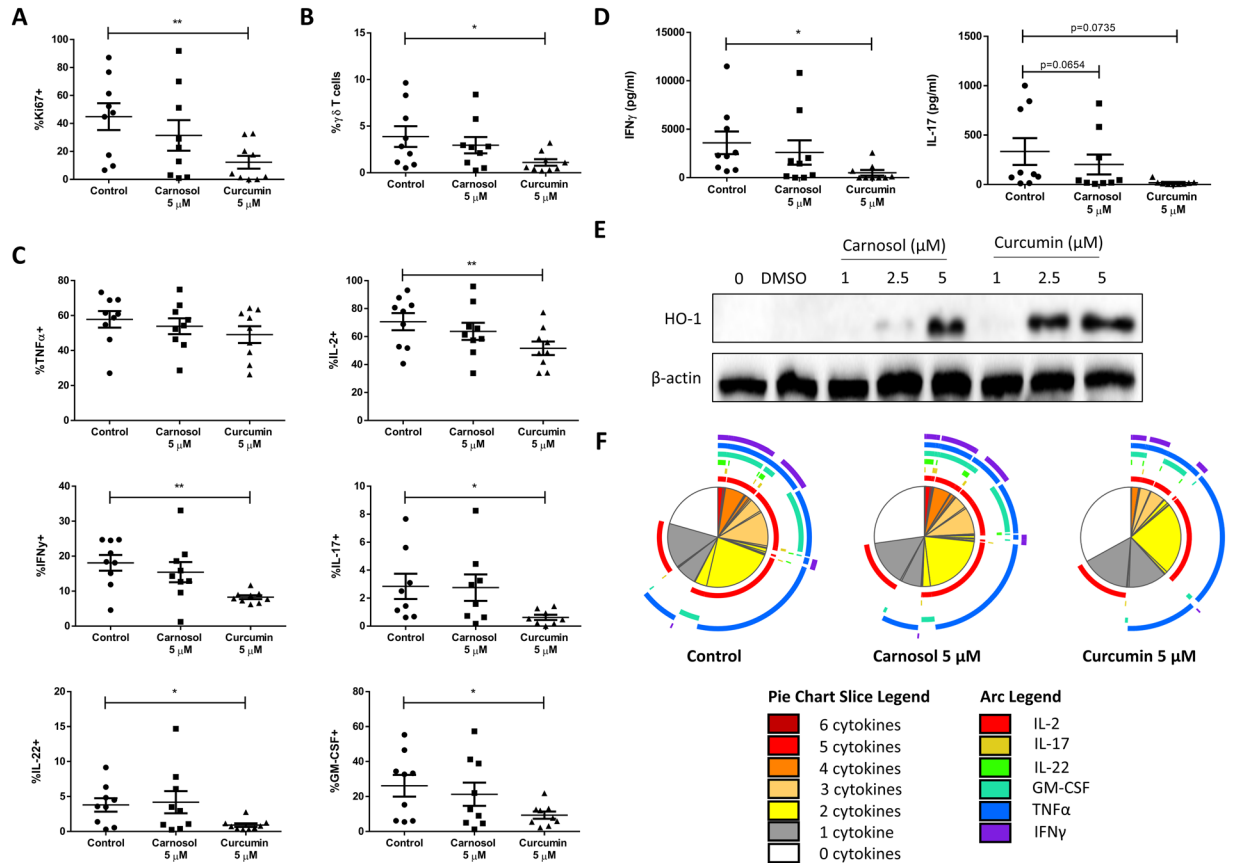 A
**
%Ki67+
100
80
60
40
20
0
Control
Carnosol
5 μM
Curcumin
5 μM
B
*
%γδ T cells
15
10
5
0
Control
Carnosol
5 μM
Curcumin
5 μM
D
*
IFNγ
(pg/ml)
15000
10000
5000
0
Control
Carnosol
5 μM
Curcumin
5 μM
p=0.0735
p=0.0654
IL-17
(pg/ml)
1500
1000
500
0
Control
Carnosol
5 μM
Curcumin
5 μM
C
%TNFα+
80
60
40
20
0
Control
Carnosol
5 μM
Curcumin
5 μM
**
%IL-2+
100
80
60
40
20
0
Control
Carnosol
5 μM
Curcumin
5 μM
**
%IFNγ+
40
30
20
10
0
Control
Carnosol
5 μM
Curcumin
5 μM
*
%IL-17+
10
8
6
4
2
0
Control
Carnosol
5 μM
Curcumin
5 μM
*
%IL-22+
20
15
10
5
0
Control
Carnosol
5 μM
Curcumin
5 μM
*
%GM-CSF+
80
60
40
20
0
Control
Carnosol
5 μM
Curcumin
5 μM
E
Carnosol (μM) Curcumin (μM)
0 DMSO 1 2.5 5 1 2.5 5
HO-1
β-actin
F
Control Carnosol 5 μM Curcumin 5 μM
Pie Chart Slice Legend
6 cytokines
5 cytokines
4 cytokines
3 cytokines
2 cytokines
1 cytokine
0 cytokines
Arc Legend
IL-2
IL-17
IL-22
GM-CSF
TNFα
IFNγ